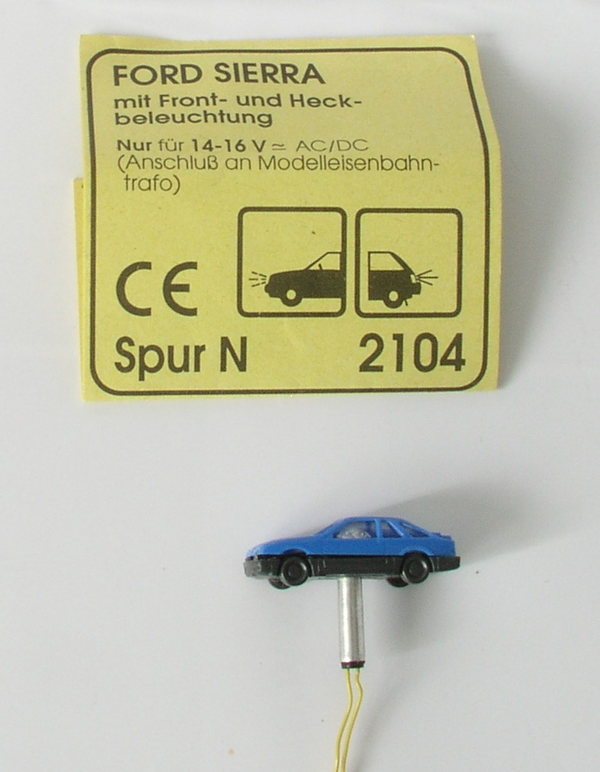 FORD SIERRA
mit Front- und Heck-
beleuchtung
Nur für 14-16 V ≃ AC/DC
(Anschluß an Modelleisenbahn-
trafo)
CE
Spur N 2104